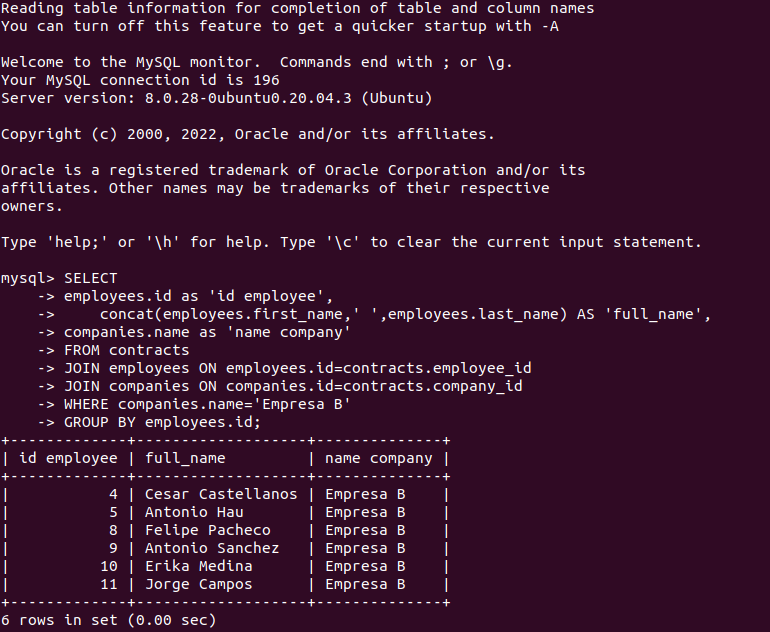 Reading table information for completion of table and column names
You can turn off this feature to get a quicker startup with -A

Welcome to the MySQL monitor.  Commands end with ; or \g.
Your MySQL connection id is 196
Server version: 8.0.28-0ubuntu0.20.04.3 (Ubuntu)

Copyright (c) 2000, 2022, Oracle and/or its affiliates.

Oracle is a registered trademark of Oracle Corporation and/or its
affiliates. Other names may be trademarks of their respective
owners.

Type 'help;' or '\h' for help. Type '\c' to clear the current input statement.

mysql> SELECT
    -> employees.id as 'id employee',
    ->     concat(employees.first_name,' ',employees.last_name) AS 'full_name',
    -> companies.name as 'name company'
    -> FROM contracts
    -> JOIN employees ON employees.id=contracts.employee_id
    -> JOIN companies ON companies.id=contracts.company_id
    -> WHERE companies.name='Empresa B'
    -> GROUP BY employees.id;
+-------------+-------------------+--------------+
| id employee | full_name         | name company |
+-------------+-------------------+--------------+
|           4 | Cesar Castellanos | Empresa B    |
|           5 | Antonio Hau       | Empresa B    |
|           8 | Felipe Pacheco    | Empresa B    |
|           9 | Antonio Sanchez   | Empresa B    |
|          10 | Erika Medina      | Empresa B    |
|          11 | Jorge Campos      | Empresa B    |
+-------------+-------------------+--------------+
6 rows in set (0.00 sec)